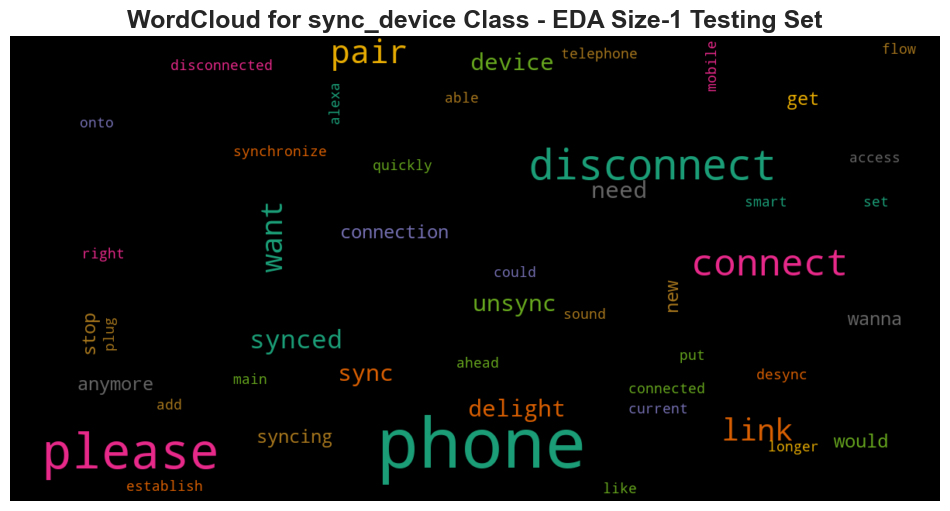 WordCloud for sync_device Class - EDA Size-1 Testing Set
pair
device
telephone
mobile
flow
disconnected
alexa
able
get
onto
synchronize
quickly
disconnect
need
access
want
smart
set
connection
right
could
connect
unsync
sound
new
wanna
stop
plug
synced
put
ahead
anymore
main
sync
desync
connected
add
delight
current
please
syncing
phone
link
longer
would
establish
like